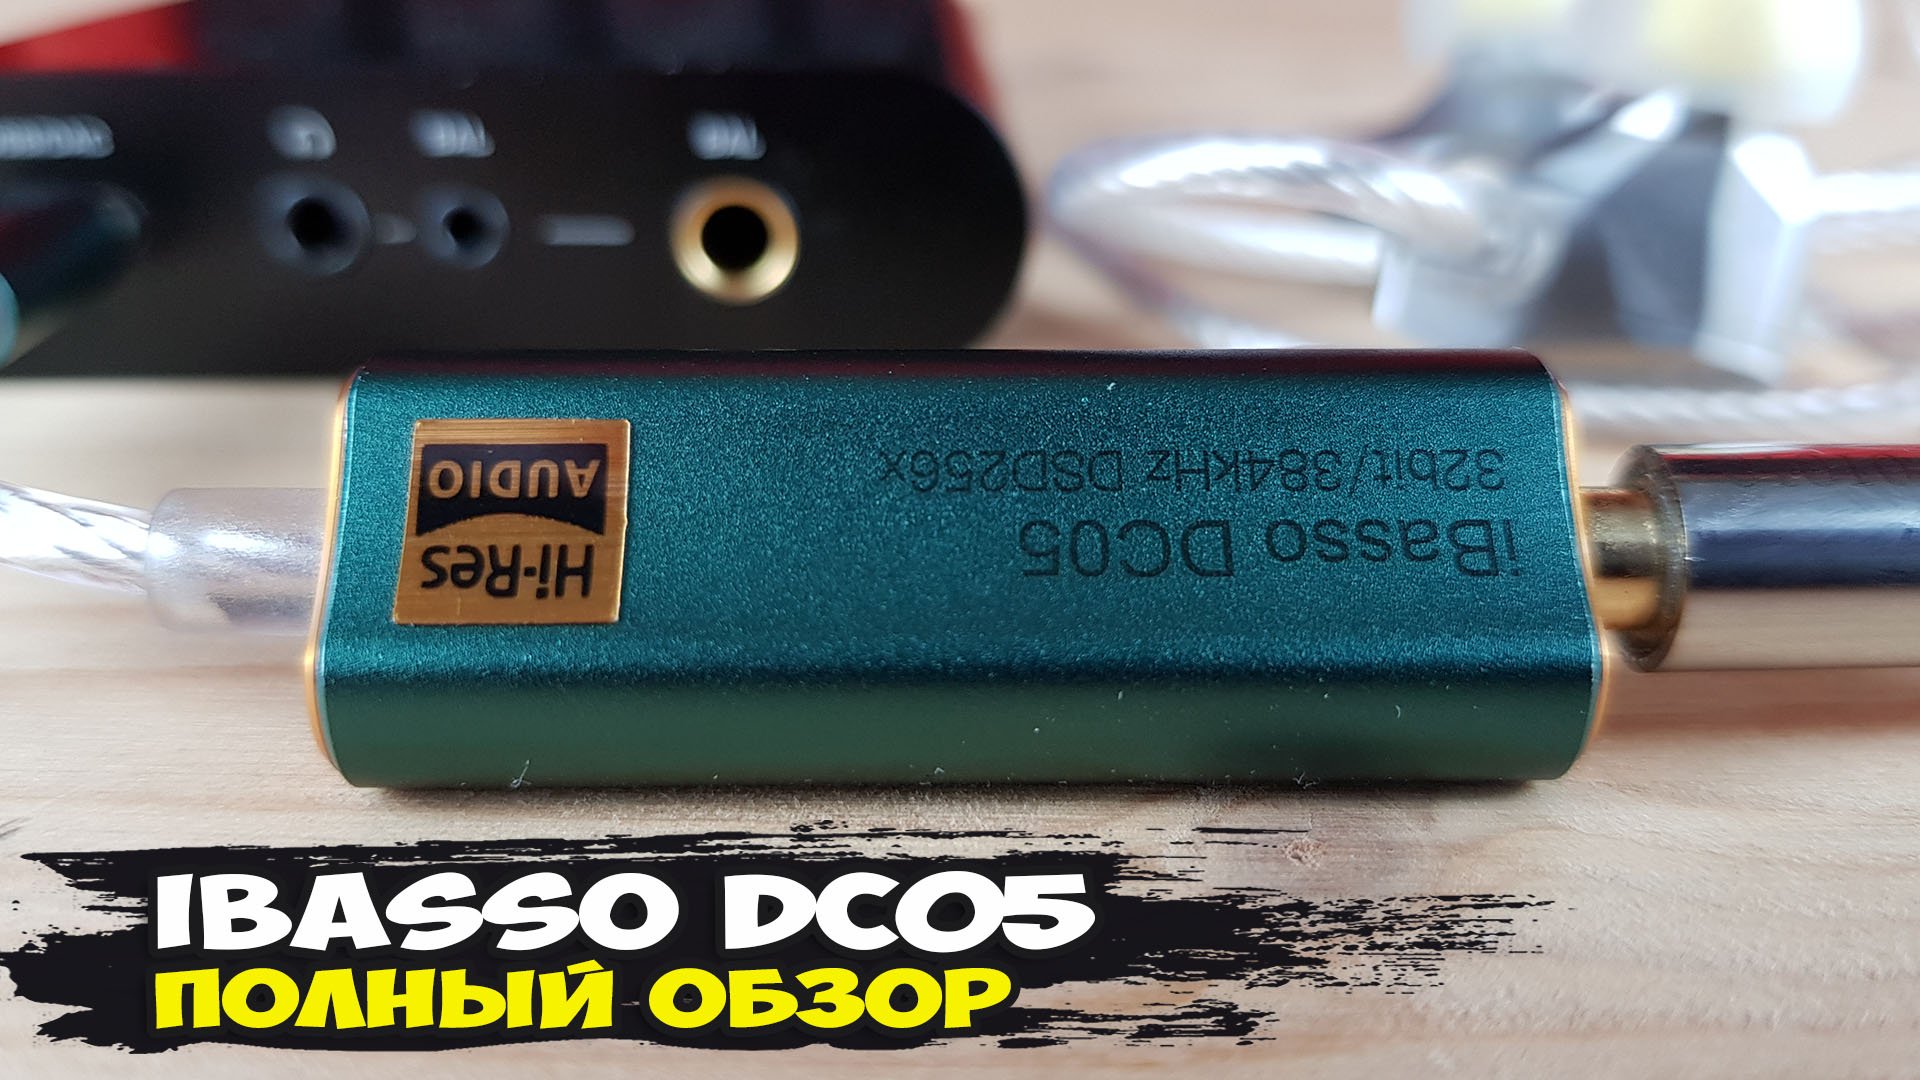 Hi-Res
AUDIO
iBasso DC05
32bit/384kHz DSD256x
IBASSO DC05
ПОЛНЫЙ ОБЗОР